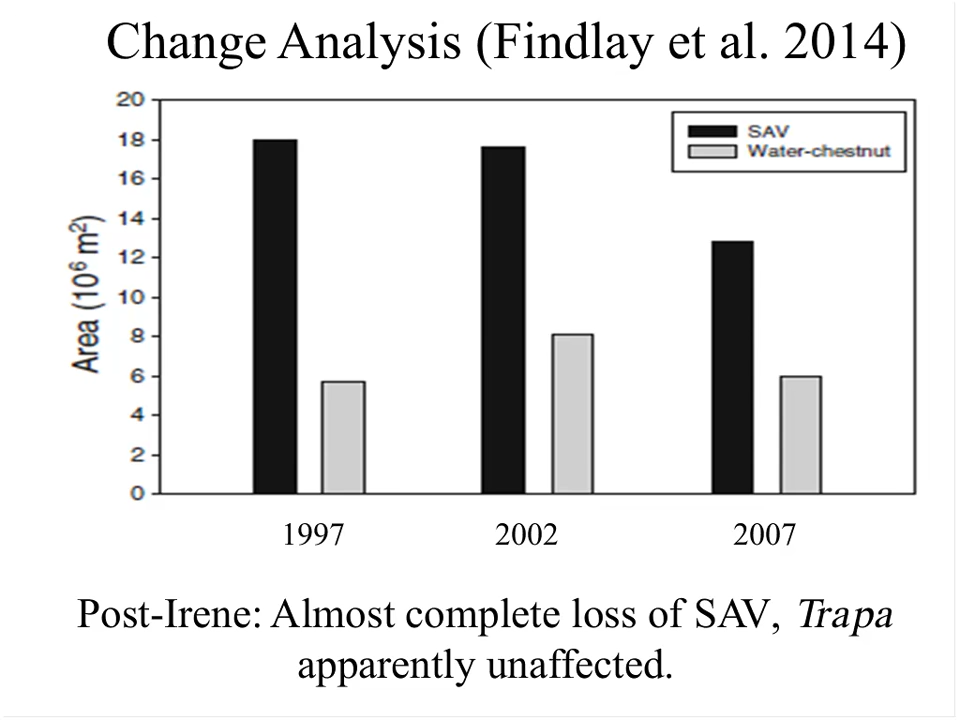 Change Analysis (Findlay et al. 2014)
20
18
16
14
12
10
8
6
4
2
0
Area (10⁶ m²)
SAV
Water-chestnut
1997
2002
2007
Post-Irene: Almost complete loss of SAV, Trapa
apparently unaffected.